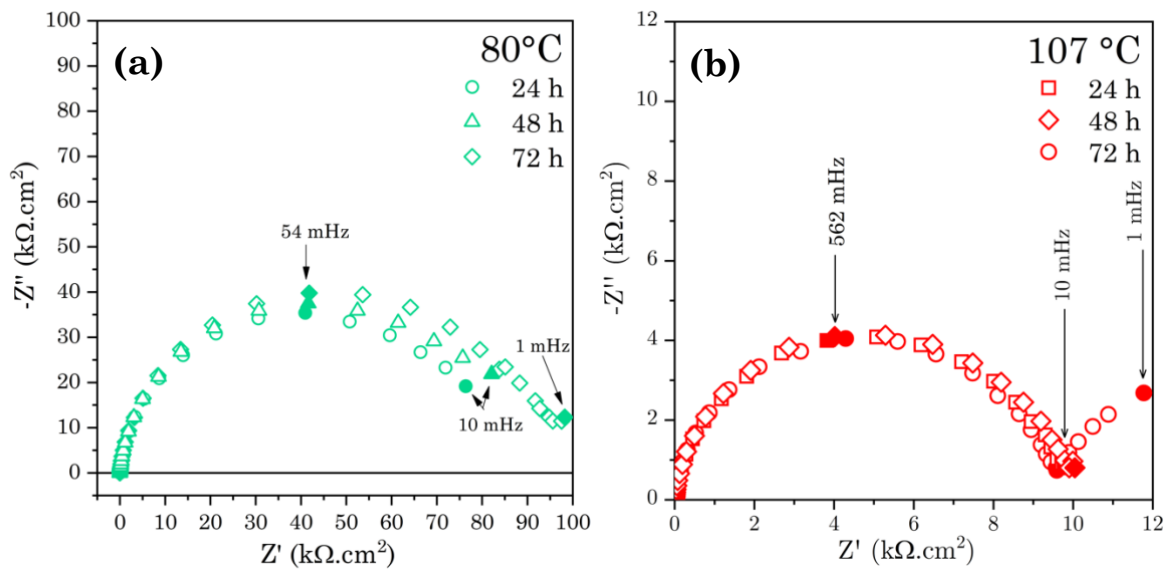 (a)
80°C
24 h
48 h
72 h
54 mHz
1 mHz
10 mHz
100
90
80
70
60
50
40
30
20
10
0
-Z'' (kΩ.cm²)
0 10 20 30 40 50 60 70 80 90 100
Z' (kΩ.cm²)
(b)
107 °C
24 h
48 h
72 h
562 mHz
10 mHz
1 mHz
12
10
8
6
4
2
0
-Z'' (kΩ.cm²)
0 2 4 6 8 10 12
Z' (kΩ.cm²)